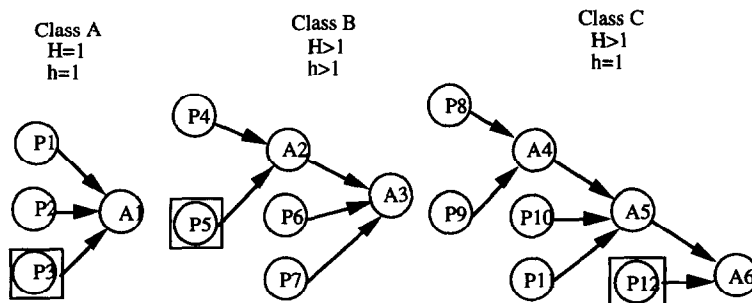 Class A
H=1
h=1
Class B
H>1
h>1
Class C
H>1
h=1
P1
P2
P3
A1
P4
P5
A2
P6
P7
A3
P8
P9
A4
P10
P11
A5
P12
A6